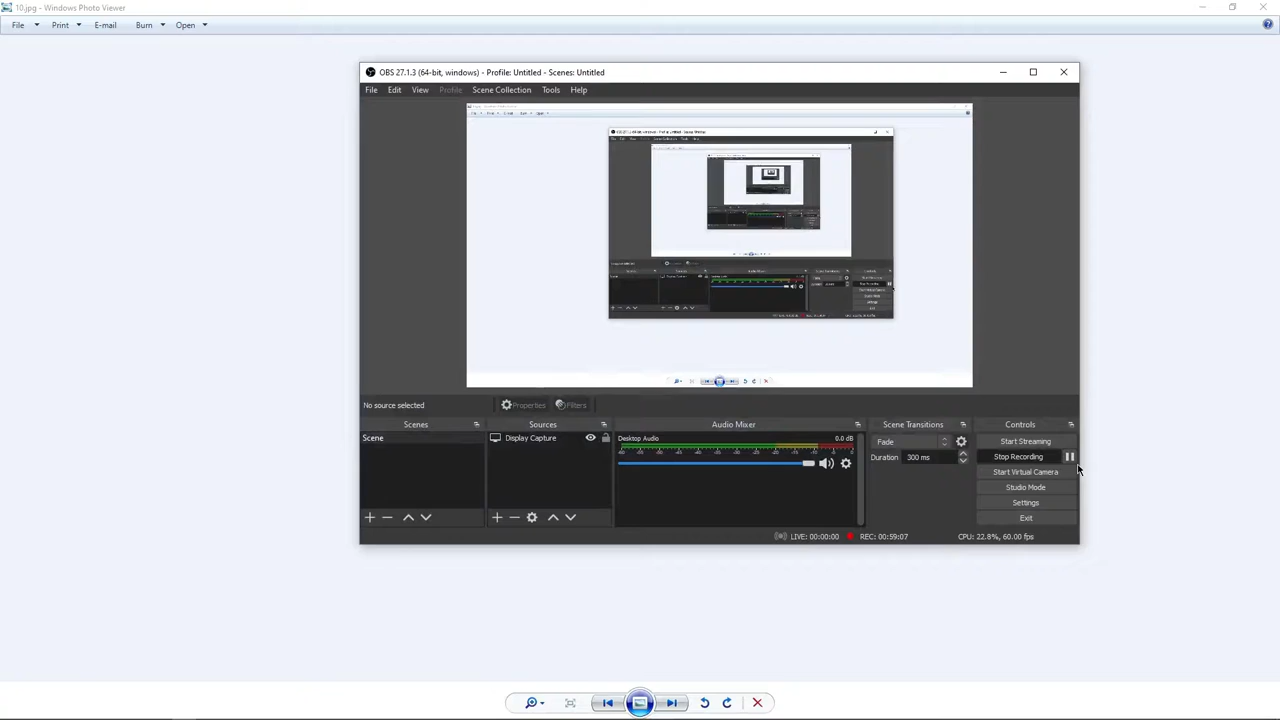 10.jpg - Windows Photo Viewer
File Print E-mail Burn Open
OBS 27.1.3 (64-bit, windows) - Profile: Untitled - Scenes: Untitled
File Edit View Profile Scene Collection Tools Help
No source selected Properties Filters
Scenes Sources Audio Mixer Scene Transitions Controls
Scene
Display Capture
Desktop Audio 0.0 dB
Fade
Duration 300 ms
Start Streaming
Stop Recording
Start Virtual Camera
Studio Mode
Settings
Exit
LIVE: 00:00:00 REC: 00:59:07 CPU: 22.8%, 60.00 fps